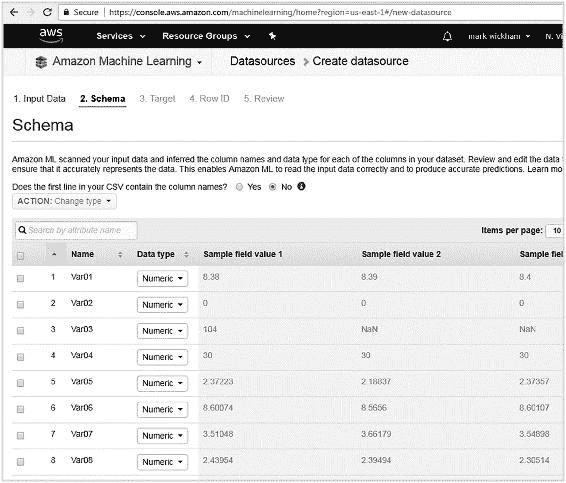 Secure https://console.aws.amazon.com/machinelearning/home?region=us-east-1#/new-datasource
aws Services Resource Groups mark wickham N. Vi
Amazon Machine Learning Datasources Create datasource
1. Input Data 2. Schema 3. Target 4. Row ID 5. Review
Schema
Amazon ML scanned your input data and inferred the column names and data type for each of the columns in your dataset. Review and edit the data
ensure that it accurately represents the data. This enables Amazon ML to read the input data correctly and to produce accurate predictions. Learn mo
Does the first line in your CSV contain the column names? Yes No
ACTION: Change type
Search by attribute name Items per page: 10
Name Data type Sample field value 1 Sample field value 2 Sample fiel
1 Var01 Numeric 8.38 8.39 8.4
2 Var02 Numeric 0 0 0
3 Var03 Numeric 104 NaN NaN
4 Var04 Numeric 30 30 30
5 Var05 Numeric 2.37223 2.18837 2.37357
6 Var06 Numeric 8.60074 8.5656 8.60107
7 Var07 Numeric 3.51048 3.66179 3.54898
8 Var08 Numeric 2.43954 2.39494 2.30514